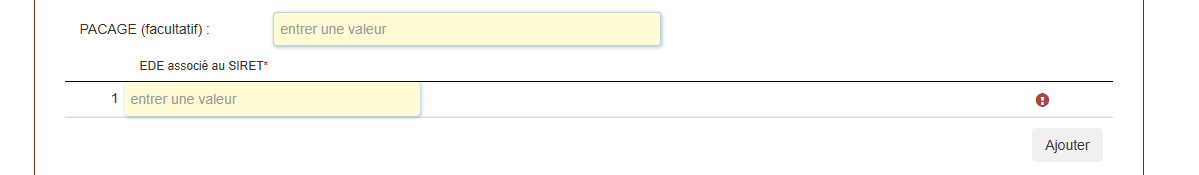 PACAGE (facultatif) : entrer une valeur
EDE associé au SIRET*
1 entrer une valeur
Ajouter